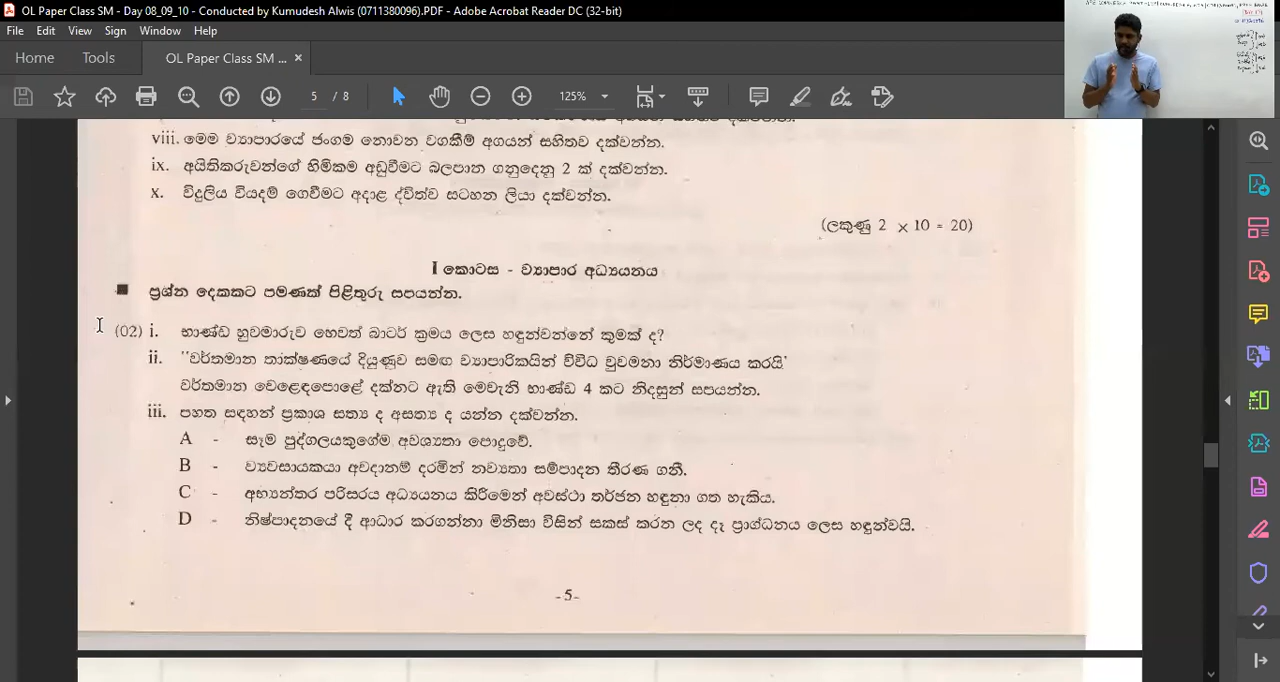 OL Paper Class SM - Day 08_09_10 - Conducted by Kumudesh Alwis (0711380096).PDF - Adobe Acrobat Reader DC (32-bit)
File Edit View Sign Window Help
Home Tools OL Paper Class SM ... ×
5 / 8 125%
viii. මෙම ව්‍යාපාරයේ ජංගම නොවන වගකීම් අගයන් සහිතව දක්වන්න.
ix. අයිතිකරුවන්ගේ හිමිකම අඩුවීමට බලපාන ගනුදෙනු 2 ක් දක්වන්න.
x. විදුලිය වියදම් ගෙවීමට අදාළ ද්විත්ව සටහන ලියා දක්වන්න.
(ලකුණු 2 × 10 = 20)
I කොටස - ව්‍යාපාර අධ්‍යයනය
■ ප්‍රශ්න දෙකකට පමණක් පිළිතුරු සපයන්න.
(02) i. භාණ්ඩ හුවමාරුව හෙවත් බාටර් ක්‍රමය ලෙස හඳුන්වන්නේ කුමක් ද?
ii. "වර්තමාන තාක්ෂණයේ දියුණුව සමඟ ව්‍යාපාරිකයින් විවිධ වුවමනා නිර්මාණය කරයි'
වර්තමාන වෙළෙඳපොළේ දක්නට ඇති මෙවැනි භාණ්ඩ 4 කට නිදසුන් සපයන්න.
iii. පහත සඳහන් ප්‍රකාශ සත්‍ය ද අසත්‍ය ද යන්න දක්වන්න.
A - සෑම පුද්ගලයකුගේම අවශ්‍යතා පොදුවේ.
B - ව්‍යවසායකයා අවදානම් දරමින් නව්‍යතා සම්පාදන තීරණ ගනී.
C - අභ්‍යන්තර පරිසරය අධ්‍යයනය කිරීමෙන් අවස්ථා තර්ජන හඳුනා ගත හැකිය.
D - නිෂ්පාදනයේ දී ආධාර කරගන්නා මිනිසා විසින් සකස් කරන ලද දෑ ප්‍රාග්ධනය ලෙස හඳුන්වයි.
-5-